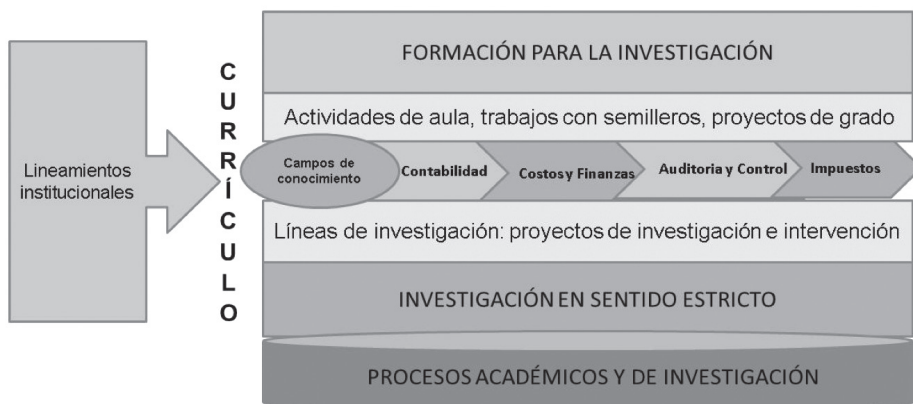 Lineamientos
institucionales
CURRÍCULO
FORMACIÓN PARA LA INVESTIGACIÓN
Actividades de aula, trabajos con semilleros, proyectos de grado
Campos de
conocimiento
Contabilidad
Costos y Finanzas
Auditoria y Control
Impuestos
Líneas de investigación: proyectos de investigación e intervención
INVESTIGACIÓN EN SENTIDO ESTRICTO
PROCESOS ACADÉMICOS Y DE INVESTIGACIÓN